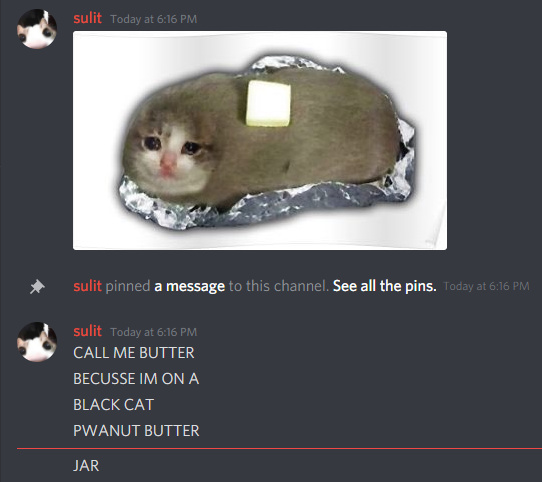 sulit Today at 6:16 PM
sulit pinned a message to this channel. See all the pins. Today at 6:16 PM
sulit Today at 6:16 PM
CALL ME BUTTER
BECUSSE IM ON A
BLACK CAT
PWANUT BUTTER
JAR